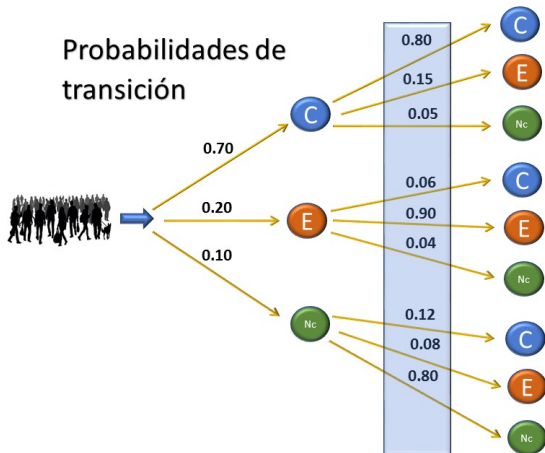 Probabilidades de
transición
0.70
0.20
0.10
C
E
Nc
0.80
0.15
0.05
0.06
0.90
0.04
0.12
0.08
0.80
C
E
Nc
C
E
Nc
C
E
Nc